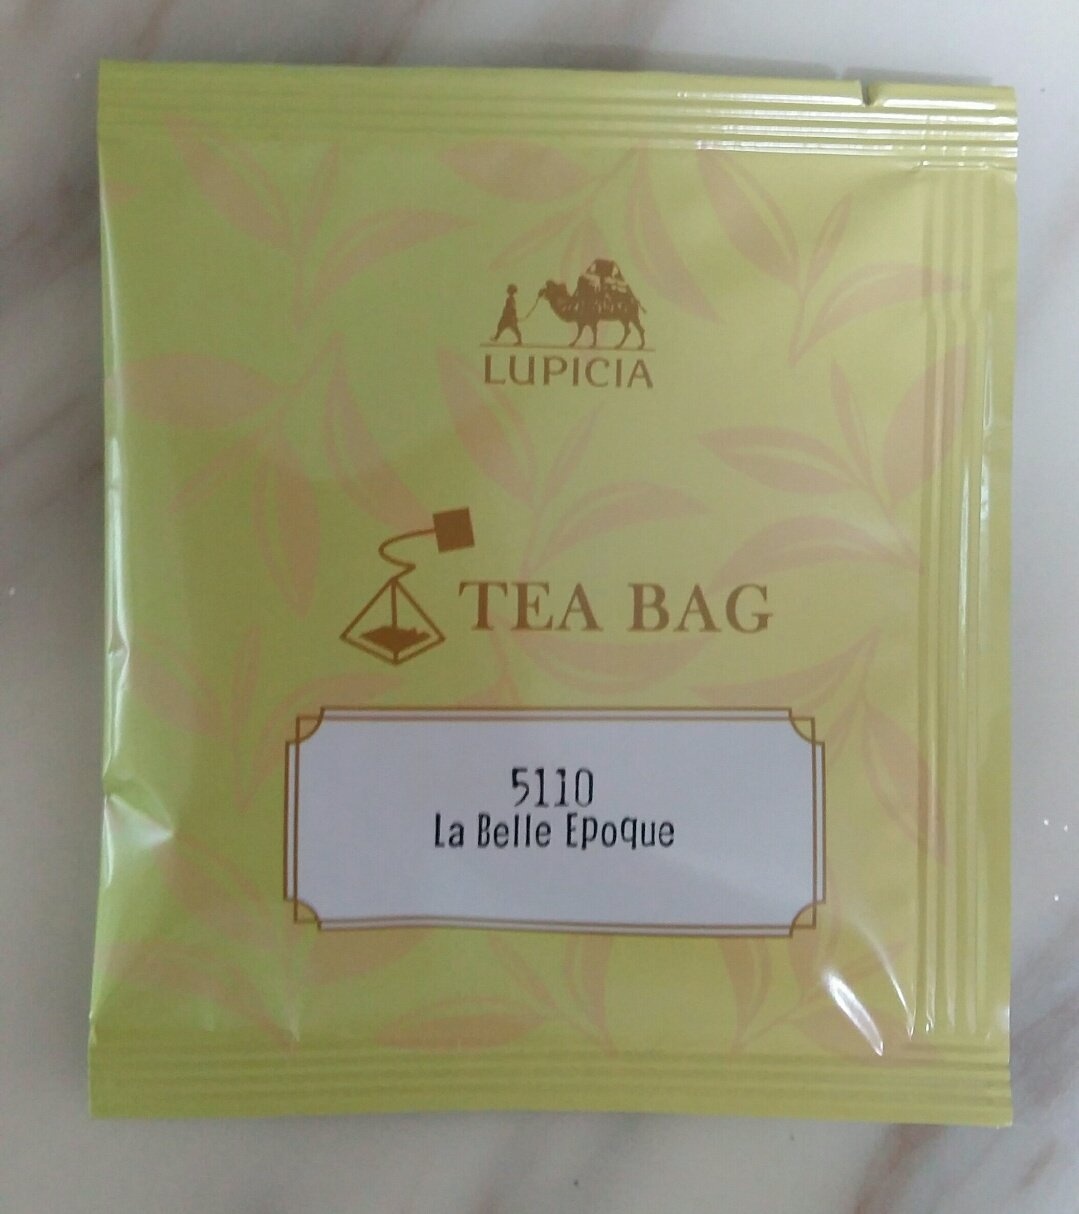 LUPICIA
TEA BAG
5110
La Belle Epoque